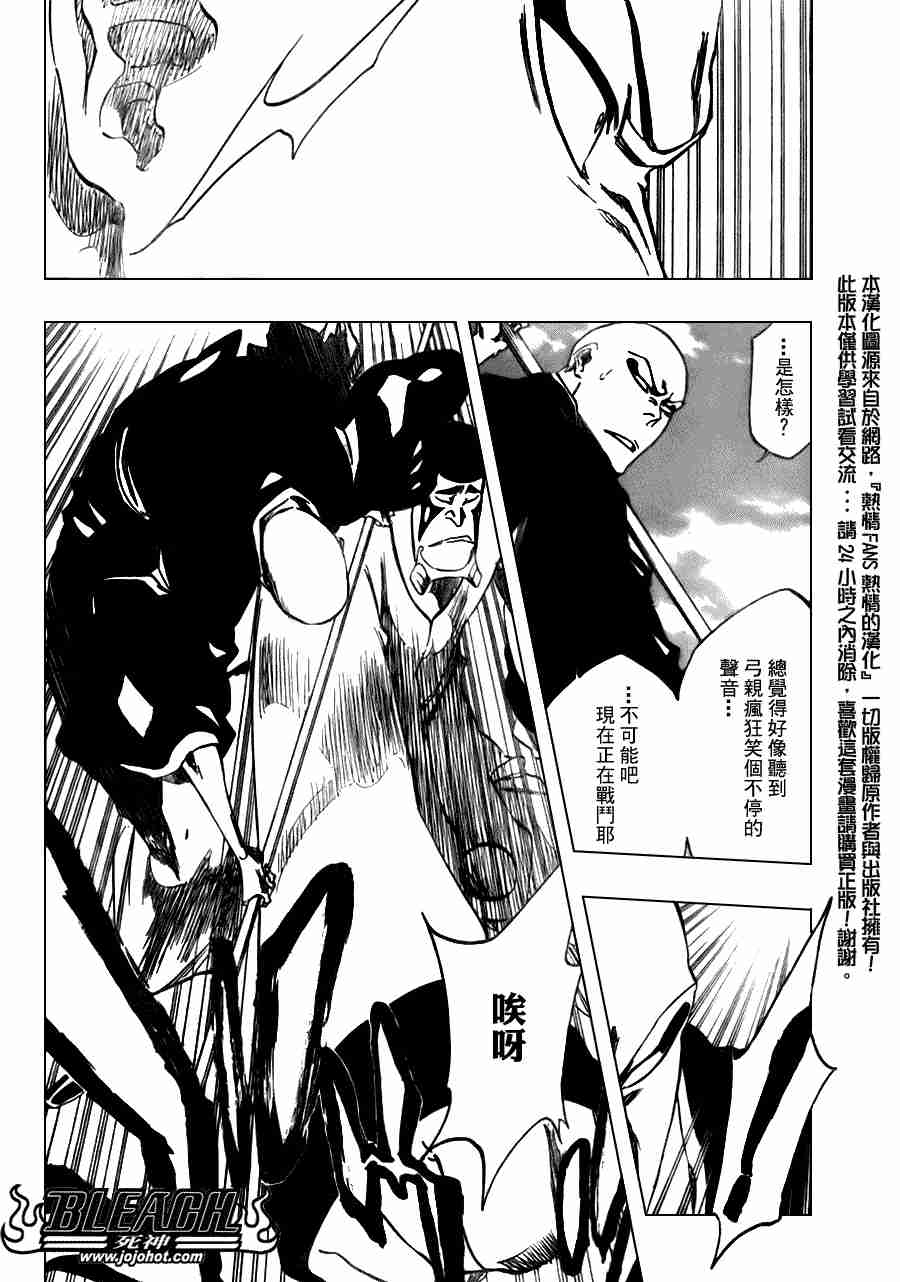 …是怎樣?
總覺得好像聽到
弓親瘋狂笑個不停的
聲音…
…不可能吧
現在正在戰鬥耶
唉呀
本漢化圖源來自於網路，『熱情FANS熱情的漢化』一切版權歸原作者與出版社擁有！
此版本僅供學習試看交流…請24小時之內消除，喜歡這套漫畫請購買正版！謝謝。
BLEACH
死神
www.jojohot.com